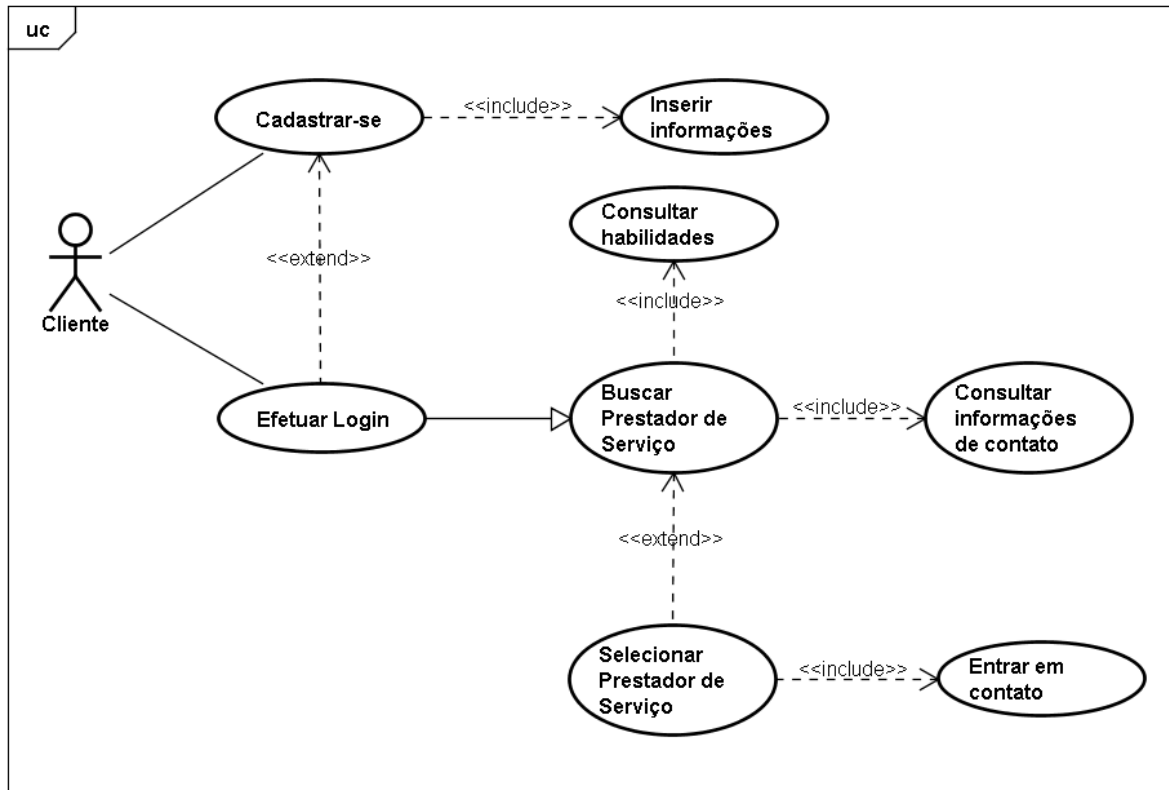 uc
Cadastrar-se
<<include>>
Inserir
informações
Consultar
habilidades
<<extend>>
<<include>>
Cliente
Efetuar Login
Buscar
Prestador de
Serviço
<<include>>
Consultar
informações
de contato
<<extend>>
Selecionar
Prestador de
Serviço
<<include>>
Entrar em
contato